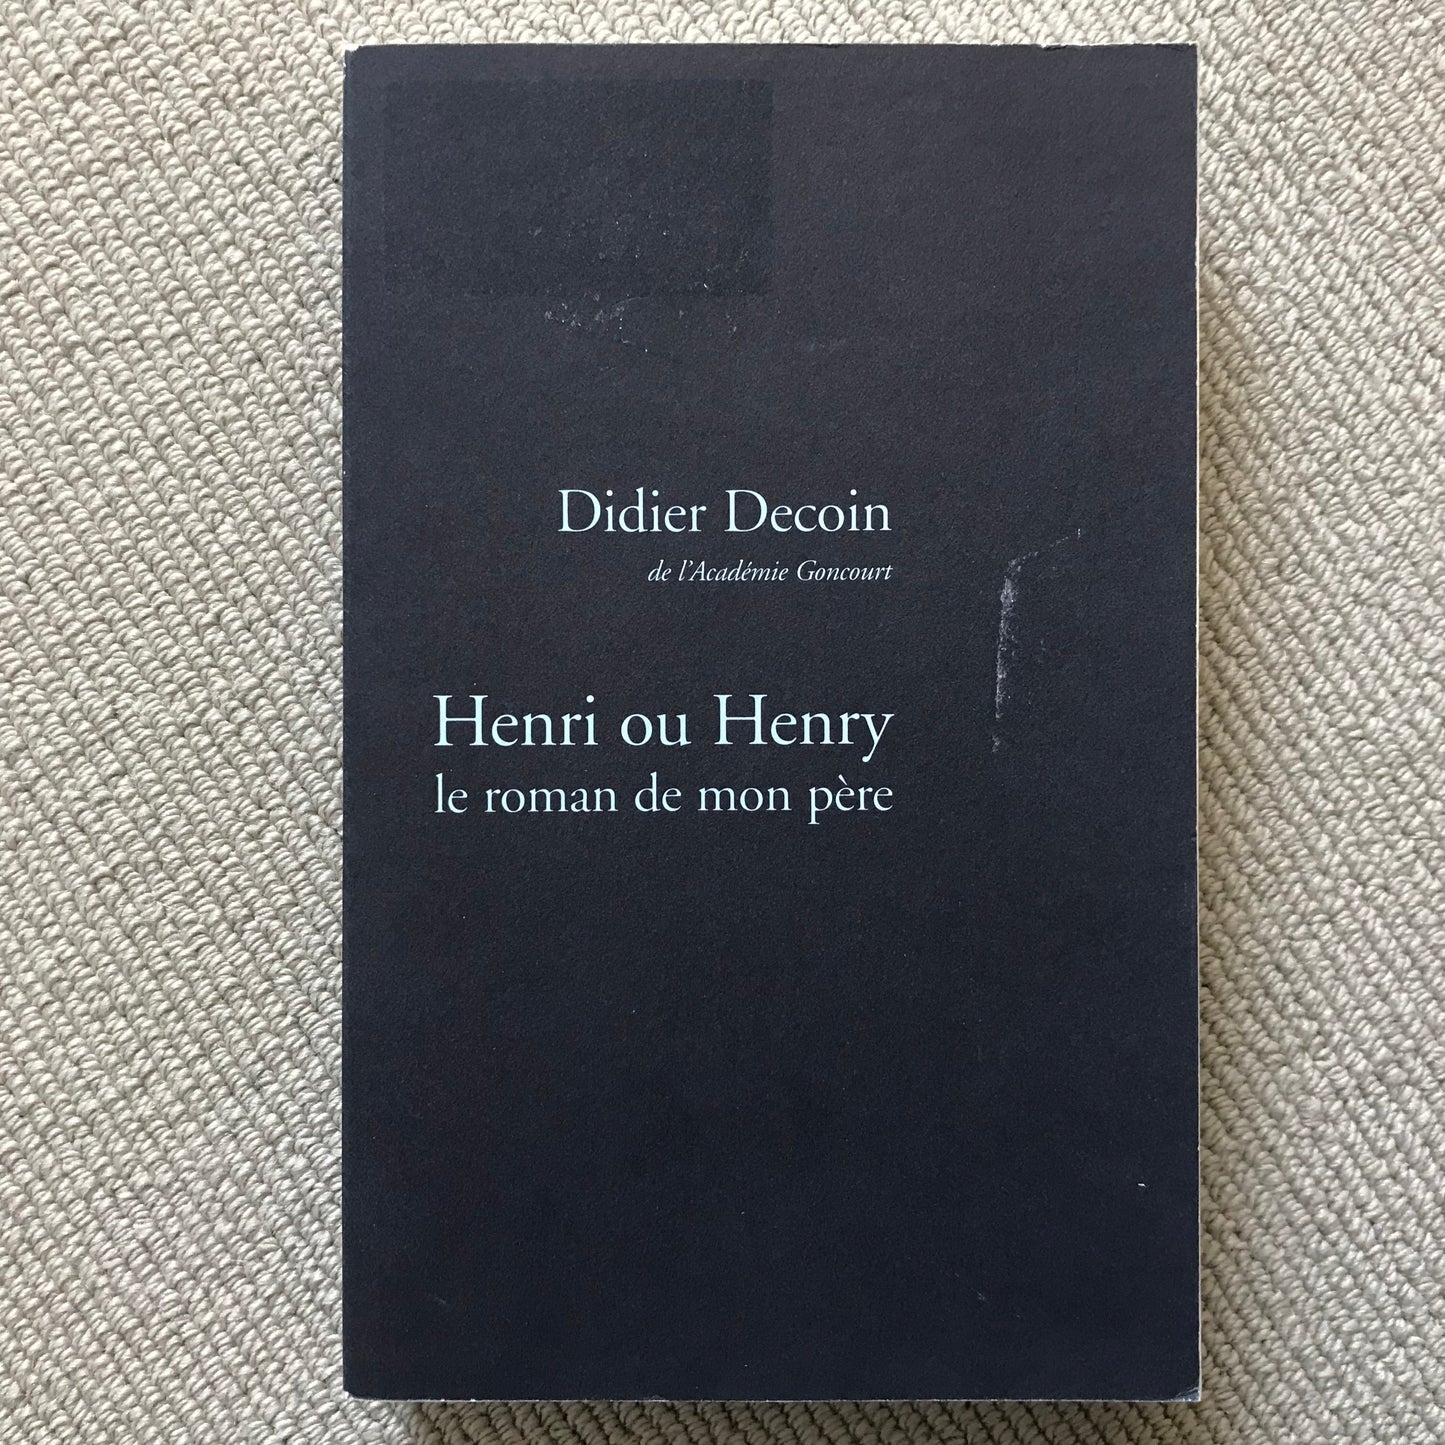 Didier Decoin
de l'Académie Goncourt
Henri ou Henry
le roman de mon père